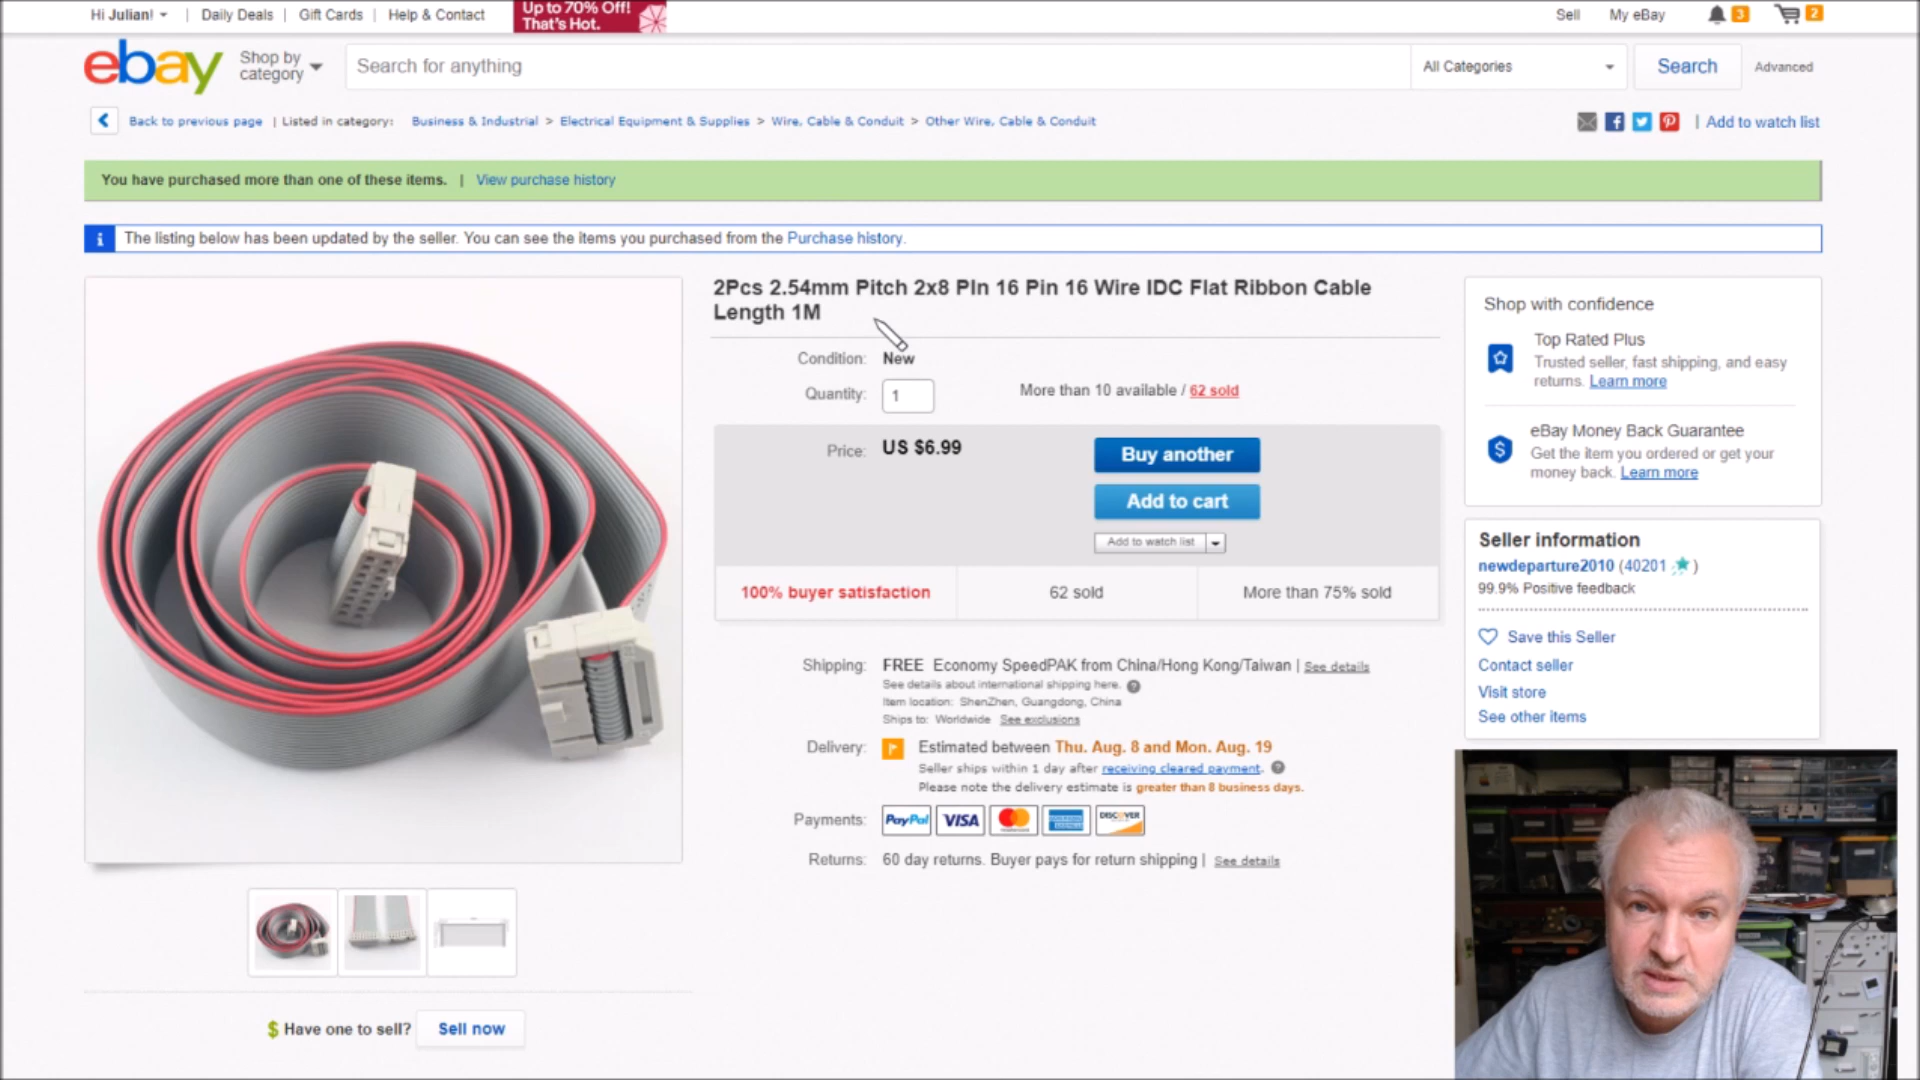 Hi Julian!
Daily Deals
Gift Cards
Help & Contact
Up to 70% Off!
That's Hot.
Sell
My eBay
3
2
ebay
Shop by
category
Search for anything
All Categories
Search
Advanced
Back to previous page | Listed in category: Business & Industrial > Electrical Equipment & Supplies > Wire, Cable & Conduit > Other Wire, Cable & Conduit
| Add to watch list
You have purchased more than one of these items. | View purchase history
i The listing below has been updated by the seller. You can see the items you purchased from the Purchase history.
2Pcs 2.54mm Pitch 2x8 PIn 16 Pin 16 Wire IDC Flat Ribbon Cable
Length 1M
Condition: New
Quantity: 1
More than 10 available / 62 sold
Price: US $6.99
Buy another
Add to cart
Add to watch list
100% buyer satisfaction
62 sold
More than 75% sold
Shipping: FREE Economy SpeedPAK from China/Hong Kong/Taiwan | See details
See details about international shipping here. ?
Item location: ShenZhen, Guangdong, China
Ships to: Worldwide See exclusions
Delivery: Estimated between Thu. Aug. 8 and Mon. Aug. 19
Seller ships within 1 day after receiving cleared payment. ?
Please note the delivery estimate is greater than 8 business days.
Payments: PayPal VISA DISCOVER
Returns: 60 day returns. Buyer pays for return shipping | See details
$ Have one to sell? Sell now
Shop with confidence
Top Rated Plus
Trusted seller, fast shipping, and easy
returns. Learn more
eBay Money Back Guarantee
Get the item you ordered or get your
money back. Learn more
Seller information
newdeparture2010 (40201 )
99.9% Positive feedback
Save this Seller
Contact seller
Visit store
See other items